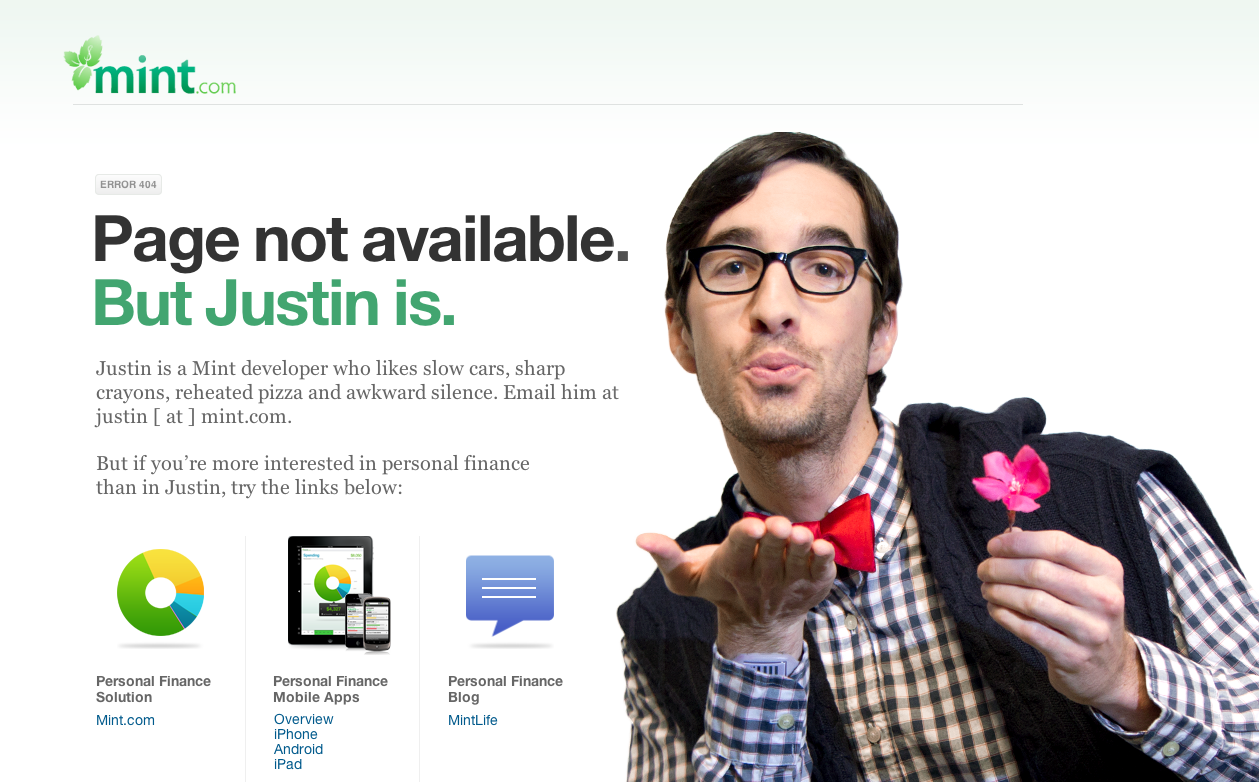 mint.com
ERROR 404
Page not available.
But Justin is.
Justin is a Mint developer who likes slow cars, sharp
crayons, reheated pizza and awkward silence. Email him at
justin [ at ] mint.com.
But if you’re more interested in personal finance
than in Justin, try the links below:
Personal Finance
Solution
Mint.com
Personal Finance
Mobile Apps
Overview
iPhone
Android
iPad
Personal Finance
Blog
MintLife